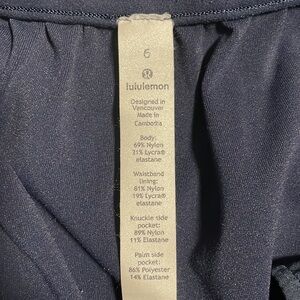 6
lululemon
Designed in
Vancouver
Made in
Cambodia
Body:
69% Nylon
31% Lycra®
elastane
Waistband
lining:
81% Nylon
19% Lycra®
elastane
Knuckle side
pocket:
89% Nylon
11% Elastane
Palm side
pocket:
86% Polyester
14% Elastane